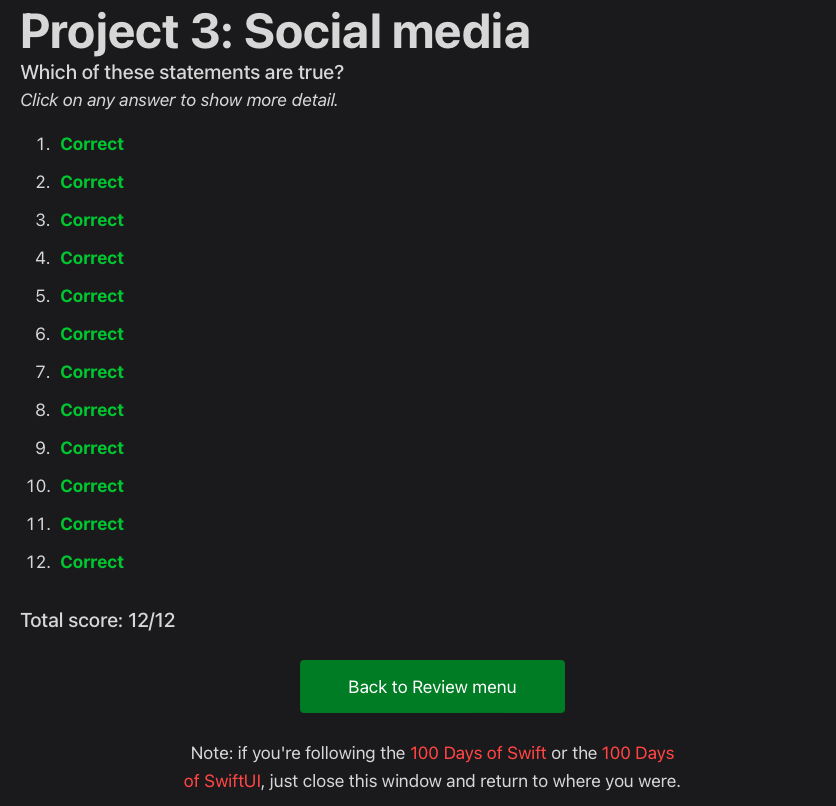 Project 3: Social media
Which of these statements are true?
Click on any answer to show more detail.
1. Correct
2. Correct
3. Correct
4. Correct
5. Correct
6. Correct
7. Correct
8. Correct
9. Correct
10. Correct
11. Correct
12. Correct
Total score: 12/12
Back to Review menu
Note: if you're following the 100 Days of Swift or the 100 Days
of SwiftUI, just close this window and return to where you were.